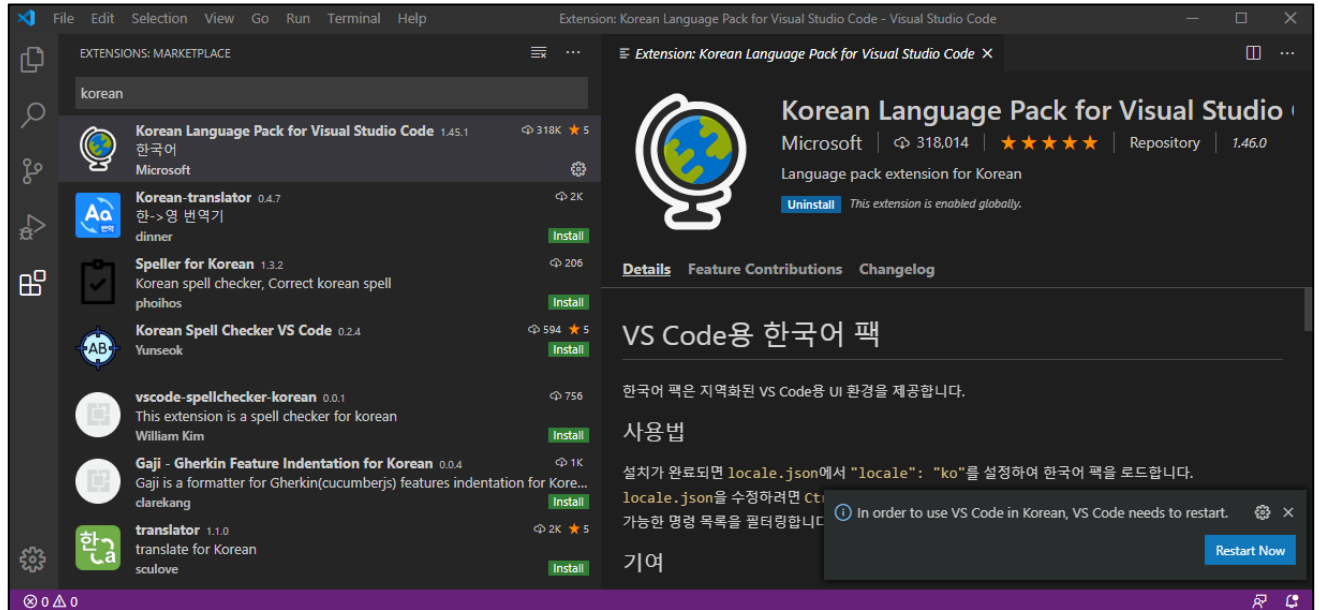 File Edit Selection View Go Run Terminal Help
Extension: Korean Language Pack for Visual Studio Code - Visual Studio Code
EXTENSIONS: MARKETPLACE
korean
Korean Language Pack for Visual Studio Code 1.45.1 318K 5
한국어
Microsoft
Korean-translator 0.4.7 2K
한->영 번역기
dinner Install
Speller for Korean 1.3.2 206
Korean spell checker, Correct korean spell
phoihos Install
Korean Spell Checker VS Code 0.2.4 594 5
Yunseok Install
vscode-spellchecker-korean 0.0.1 756
This extension is a spell checker for korean
William Kim Install
Gaji - Gherkin Feature Indentation for Korean 0.0.4 1K
Gaji is a formatter for Gherkin(cucumberjs) features indentation for Kore...
clarekang Install
translator 1.1.0 2K 5
translate for Korean
sculove Install
Extension: Korean Language Pack for Visual Studio Code
Korean Language Pack for Visual Studio
Microsoft 318,014 Repository 1.46.0
Language pack extension for Korean
Uninstall This extension is enabled globally.
Details Feature Contributions Changelog
VS Code용 한국어 팩
한국어 팩은 지역화된 VS Code용 UI 환경을 제공합니다.
사용법
설치가 완료되면 locale.json에서 "locale": "ko"를 설정하여 한국어 팩을 로드합니다.
locale.json을 수정하려면 Ct
가능한 명령 목록을 필터링합니다
기여
In order to use VS Code in Korean, VS Code needs to restart.
Restart Now
0 0